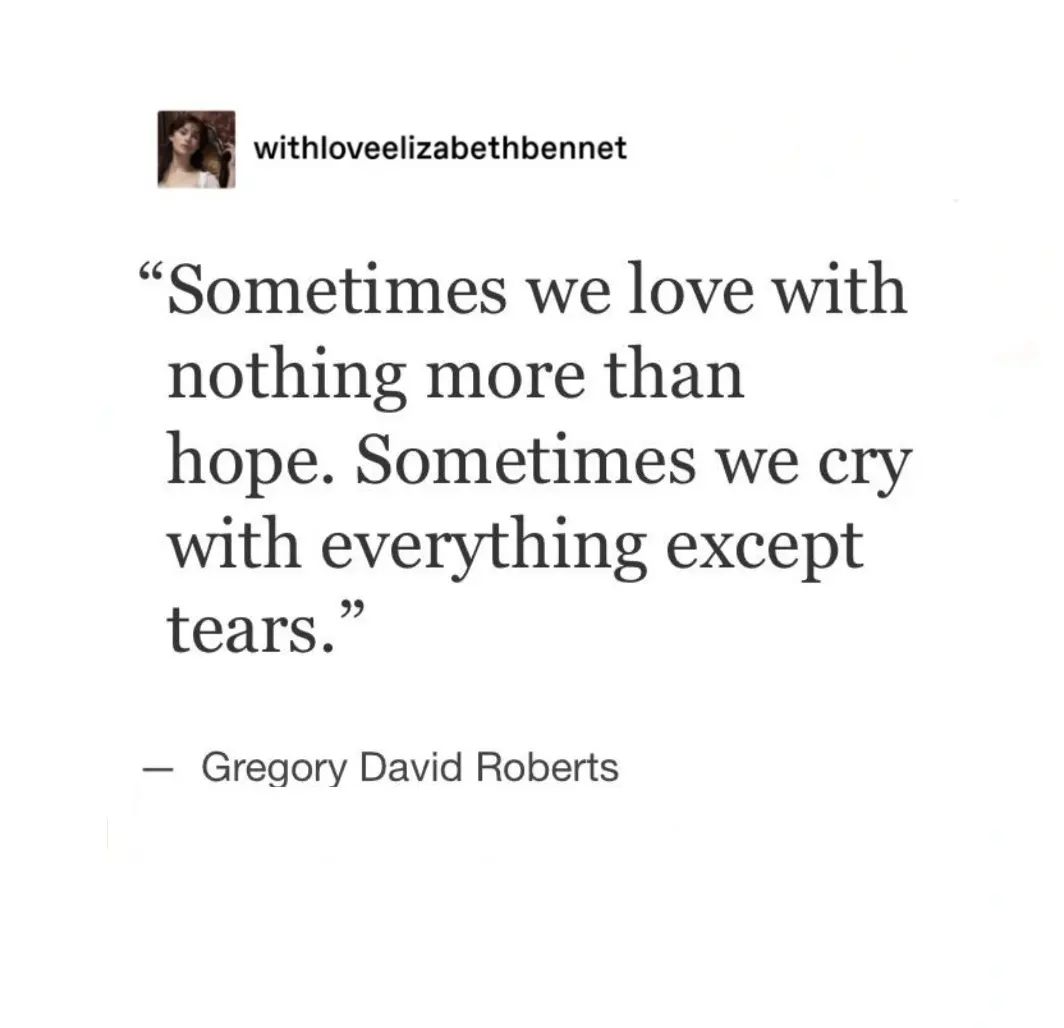 withloveelizabethbennet
“Sometimes we love with
nothing more than
hope. Sometimes we cry
with everything except
tears.”
— Gregory David Roberts